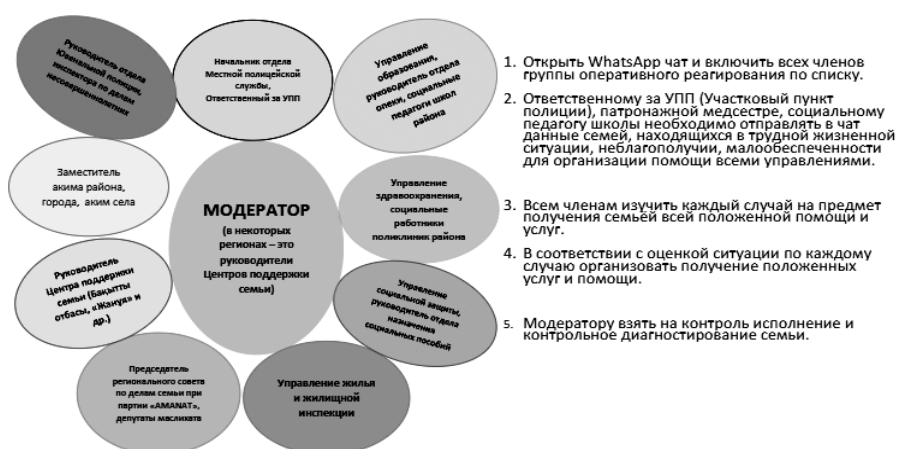 Руководитель отдела
Ювенальной полиции,
инспектора по делам
несовершеннолетних
Начальник отдела
Местной полицейской
службы,
Ответственный за УПП
Управление
образования,
руководитель отдела
опеки, социальные
педагоги школ
района
Заместитель
акима района,
города, аким села
МОДЕРАТОР
(в некоторых
регионах – это
руководители
Центров поддержки
семьи)
Управление
здравоохранения,
социальные
работники
поликлиник района
Руководитель
Центра поддержки
семьи (Бақытты
отбасы, «Жанұя» и
др.)
Управление
социальной защиты,
руководитель отдела
назначения
социальных пособий
Председатель
регионального совета
по делам семьи при
партии «AMANAT»,
депутаты маслихата
Управление жилья
и жилищной
инспекции
1. Открыть WhatsApp чат и включить всех членов
группы оперативного реагирования по списку.
2. Ответственному за УПП (Участковый пункт
полиции), патронажной медсестре, социальному
педагогу школы необходимо отправлять в чат
данные семей, находящихся в трудной жизненной
ситуации, неблагополучии, малообеспеченности
для организации помощи всеми управлениями.
3. Всем членам изучить каждый случай на предмет
получения семьёй всей положенной помощи и
услуг.
4. В соответствии с оценкой ситуации по каждому
случаю организовать получение положенных
услуг и помощи.
5. Модератору взять на контроль исполнение и
контрольное диагностирование семьи.